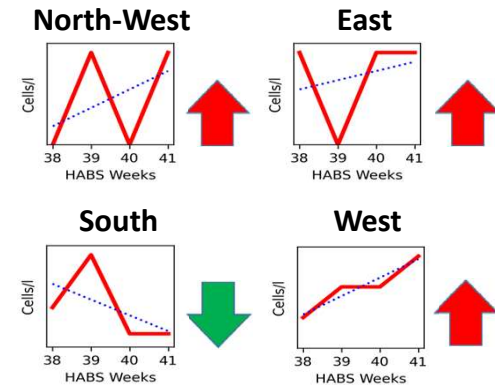 North-West
Cells/l
38 39 40 41
HABS Weeks
East
Cells/l
38 39 40 41
HABS Weeks
South
Cells/l
38 39 40 41
HABS Weeks
West
Cells/l
38 39 40 41
HABS Weeks